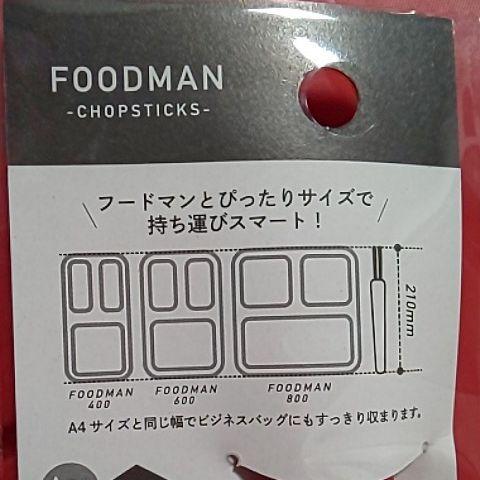 FOODMAN
-CHOPSTICKS-
フードマンとぴったりサイズで
持ち運びスマート！
210mm
FOODMAN
400
FOODMAN
600
FOODMAN
800
A4サイズと同じ幅でビジネスバッグにもすっきり収まります。